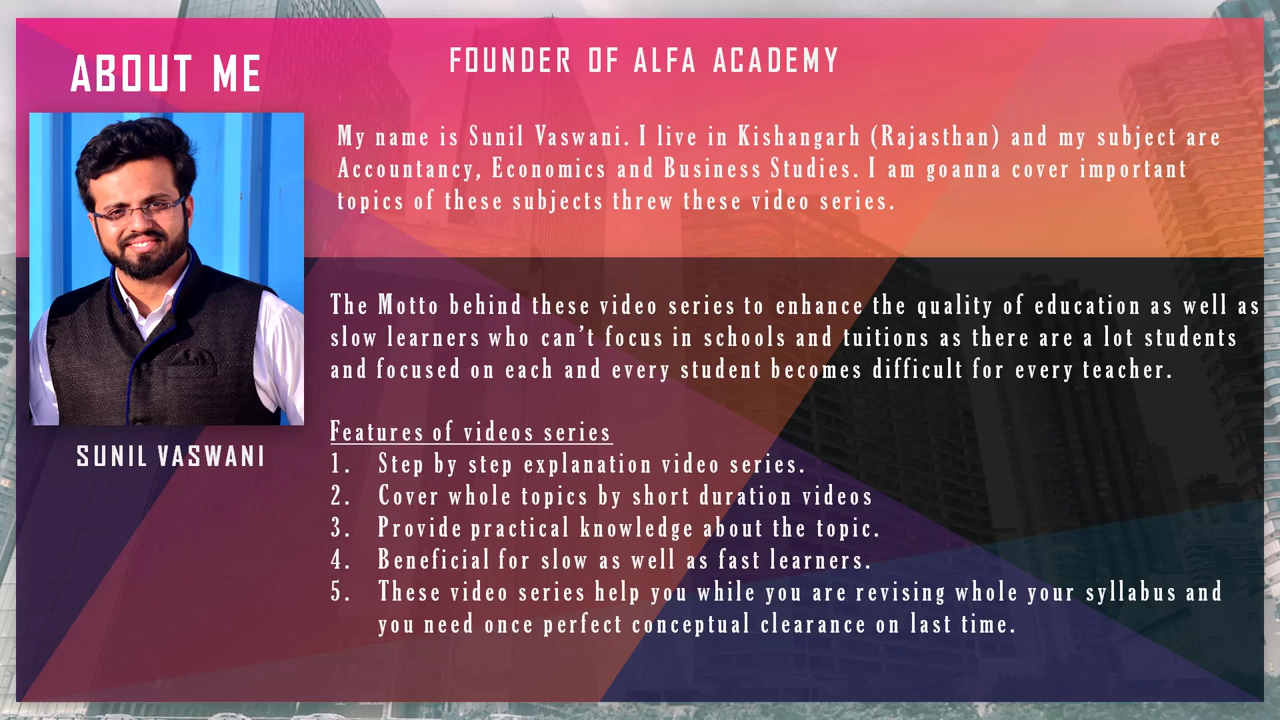 ABOUT ME
FOUNDER OF ALFA ACADEMY
My name is Sunil Vaswani. I live in Kishangarh (Rajasthan) and my subject are
Accountancy, Economics and Business Studies. I am goanna cover important
topics of these subjects threw these video series.
The Motto behind these video series to enhance the quality of education as well as
slow learners who can’t focus in schools and tuitions as there are a lot students
and focused on each and every student becomes difficult for every teacher.
SUNIL VASWANI
Features of videos series
1. Step by step explanation video series.
2. Cover whole topics by short duration videos
3. Provide practical knowledge about the topic.
4. Beneficial for slow as well as fast learners.
5. These video series help you while you are revising whole your syllabus and
you need once perfect conceptual clearance on last time.